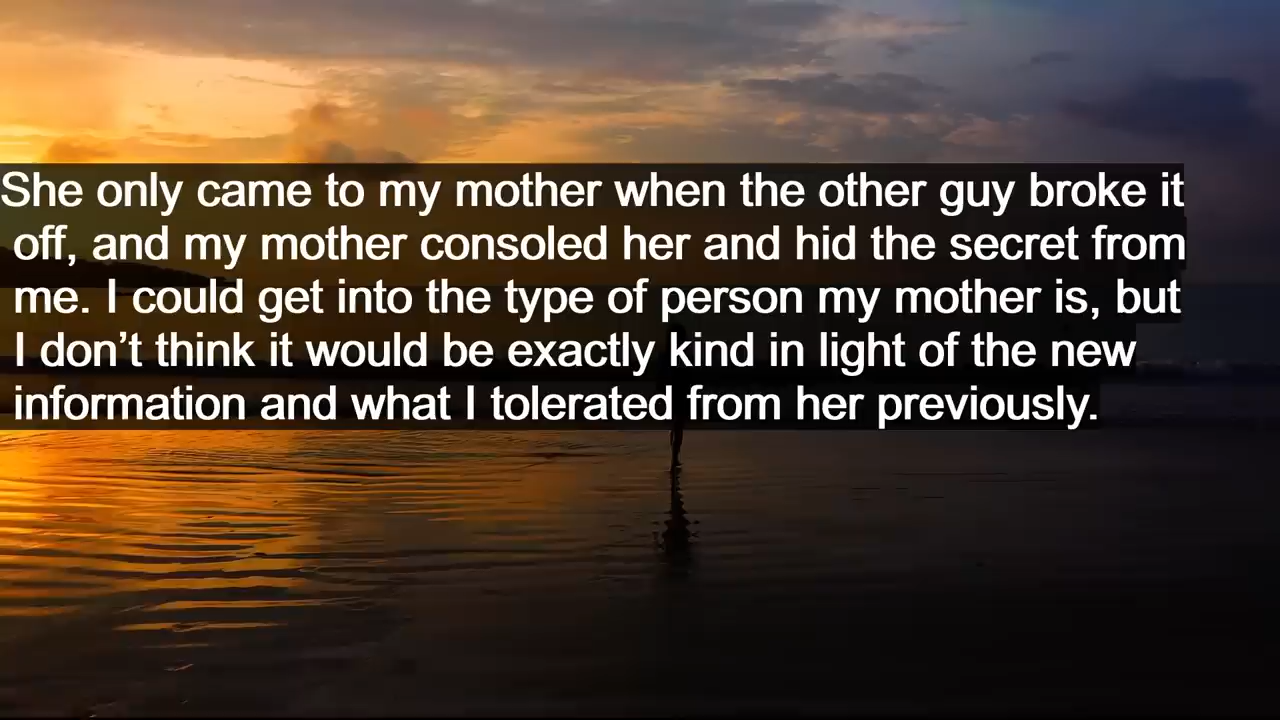 She only came to my mother when the other guy broke it
off, and my mother consoled her and hid the secret from
me. I could get into the type of person my mother is, but
I don’t think it would be exactly kind in light of the new
information and what I tolerated from her previously.